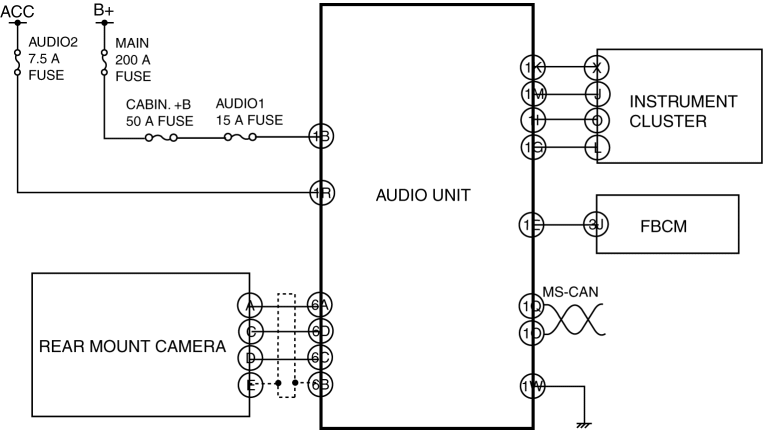 ACC
B+
AUDIO2
7.5 A
FUSE
MAIN
200 A
FUSE
CABIN. +B
50 A FUSE
AUDIO1
15 A FUSE
1B
1R
AUDIO UNIT
1K
X
1M
J
1I
O
1G
L
INSTRUMENT
CLUSTER
1E
3J
FBCM
MS-CAN
1Q
1O
1W
REAR MOUNT CAMERA
A
6A
C
6D
D
6C
E
6B